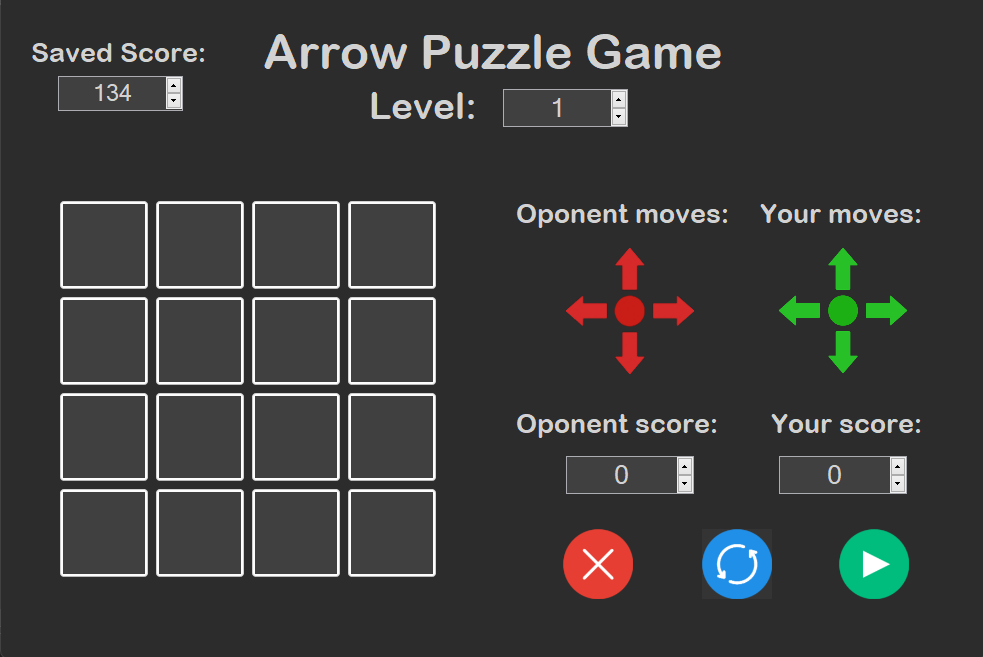 Saved Score:
Arrow Puzzle Game
134
Level:
1
Oponent moves:
Your moves:
Oponent score:
Your score:
0
0